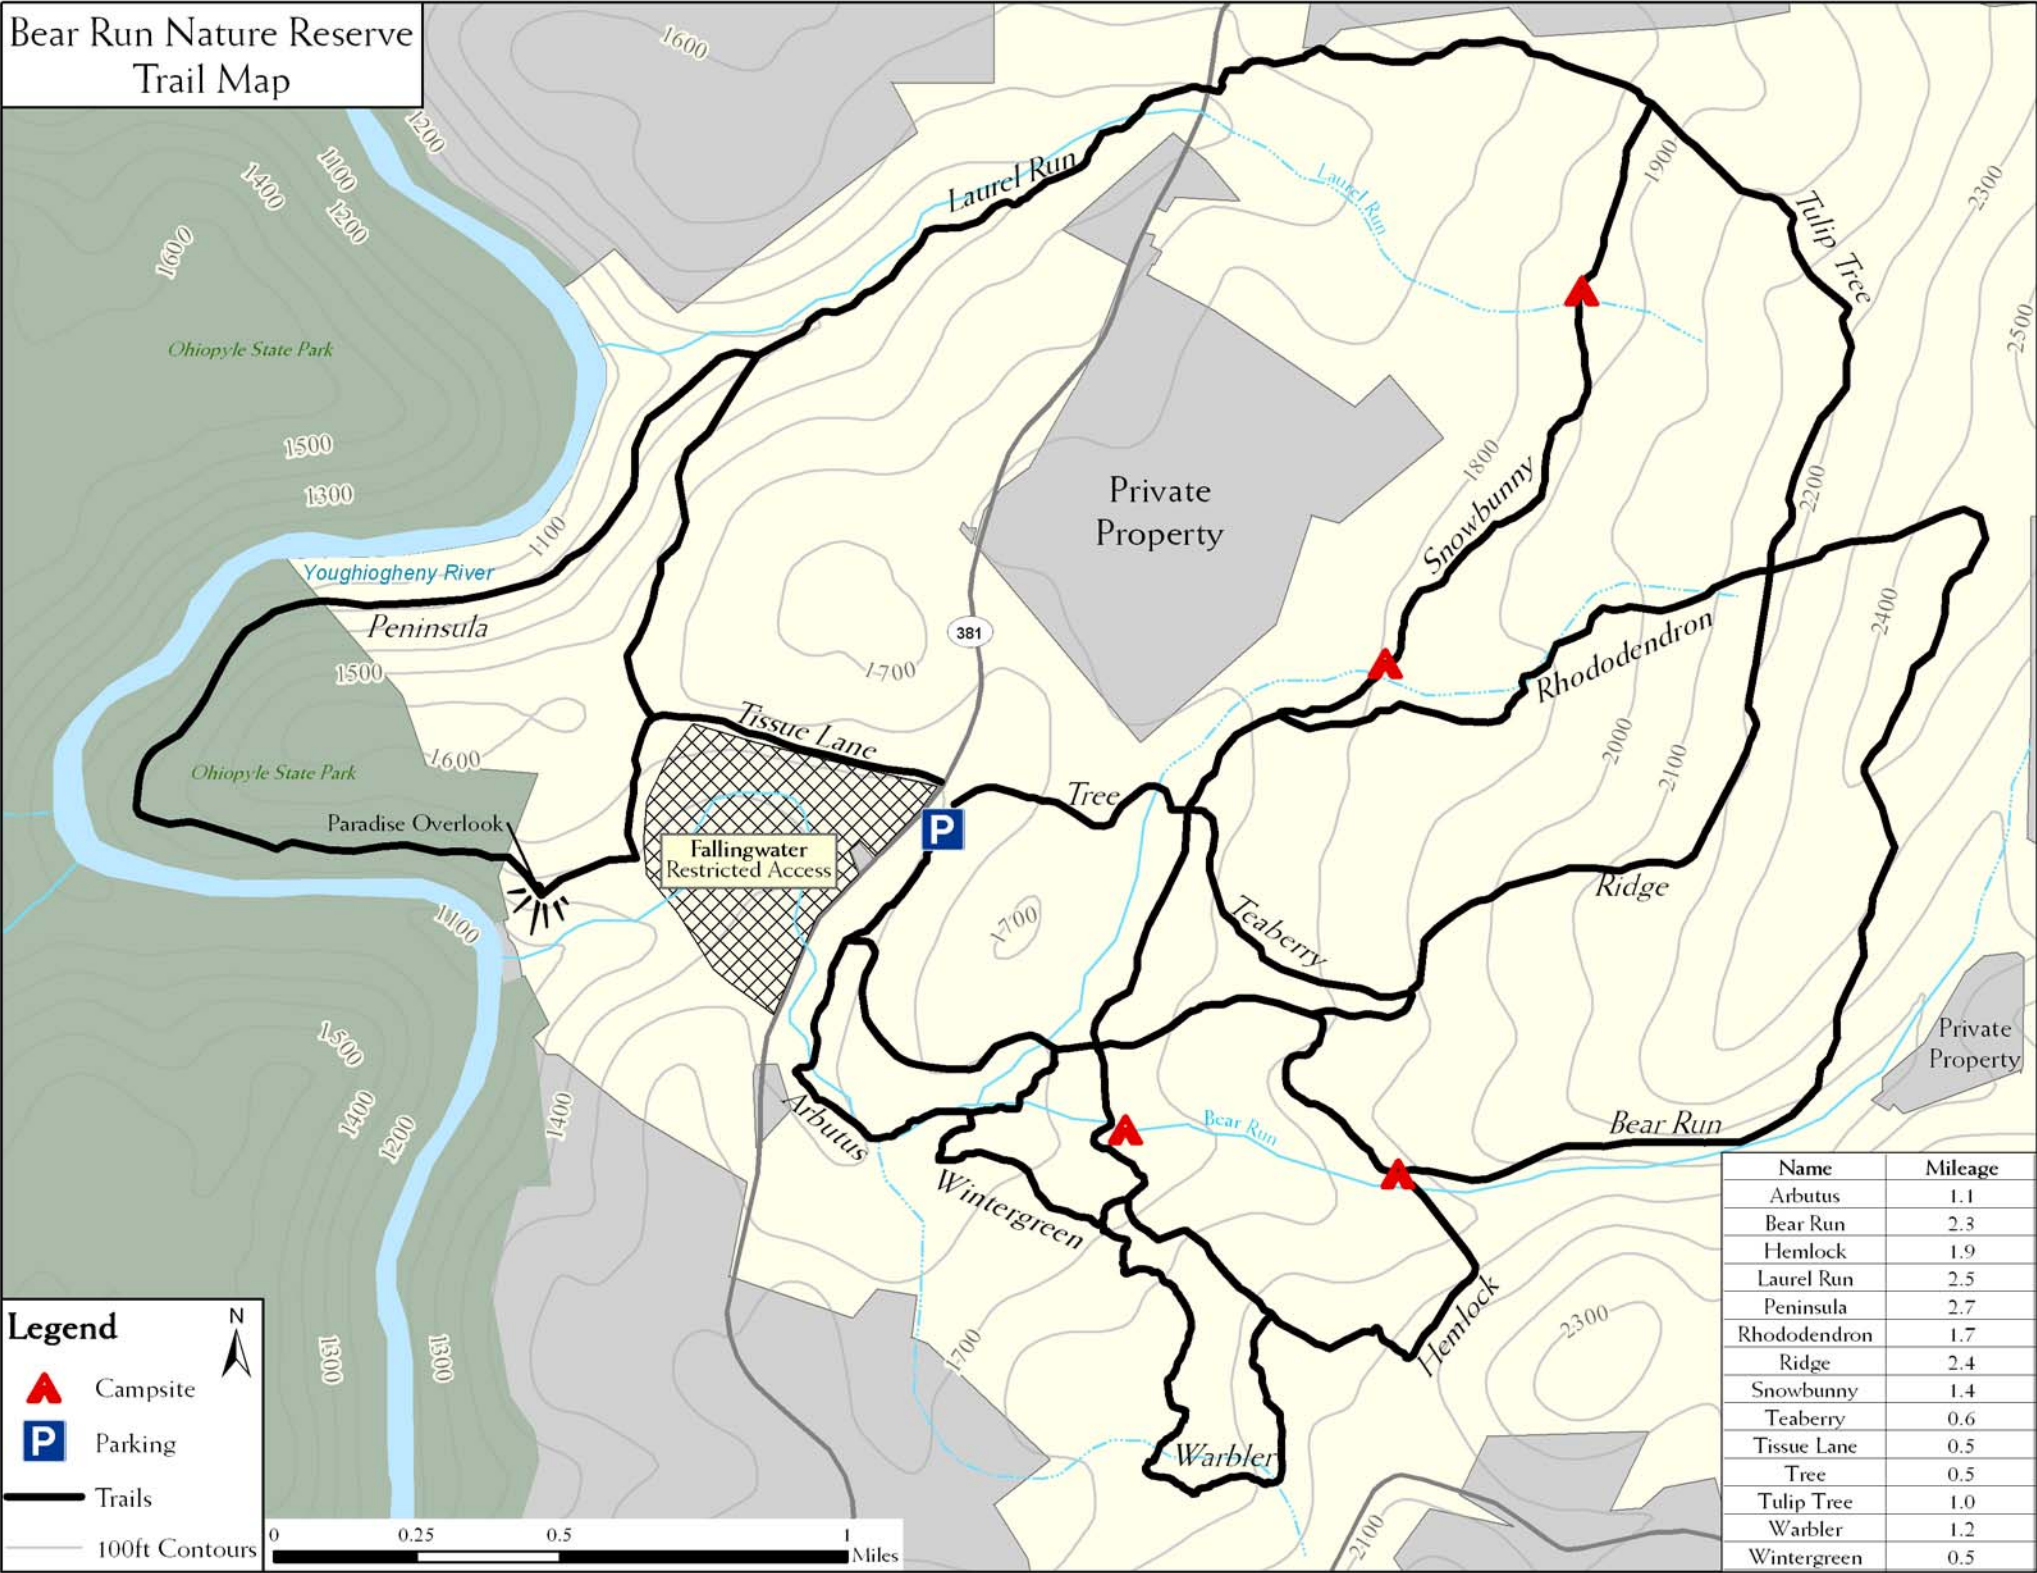 Bear Run Nature Reserve
Trail Map
1600
1200
1100
1400
1200
1600
Laurel Run
Laurel Run
1900
2300
Tulip Tree
Ohiopyle State Park
2500
1500
1300
1100
Private
Property
1800
Snowbunny
2200
Youghiogheny River
Peninsula
381
1500
1700
Rhododendron
2400
Tissue Lane
2000
2100
1600
Ohiopyle State Park
Paradise Overlook
Tree
P
Fallingwater
Restricted Access
Ridge
1100
1700
Teaberry
1500
1400
1200
1400
Private
Property
Arbutus
Bear Run
Bear Run
Wintergreen
Hemlock
2300
1700
1300
1300
Warbler
2100
Legend
N
Campsite
P
Parking
Trails
100ft Contours
0 0.25 0.5 1
Miles
Name Mileage
Arbutus 1.1
Bear Run 2.3
Hemlock 1.9
Laurel Run 2.5
Peninsula 2.7
Rhododendron 1.7
Ridge 2.4
Snowbunny 1.4
Teaberry 0.6
Tissue Lane 0.5
Tree 0.5
Tulip Tree 1.0
Warbler 1.2
Wintergreen 0.5